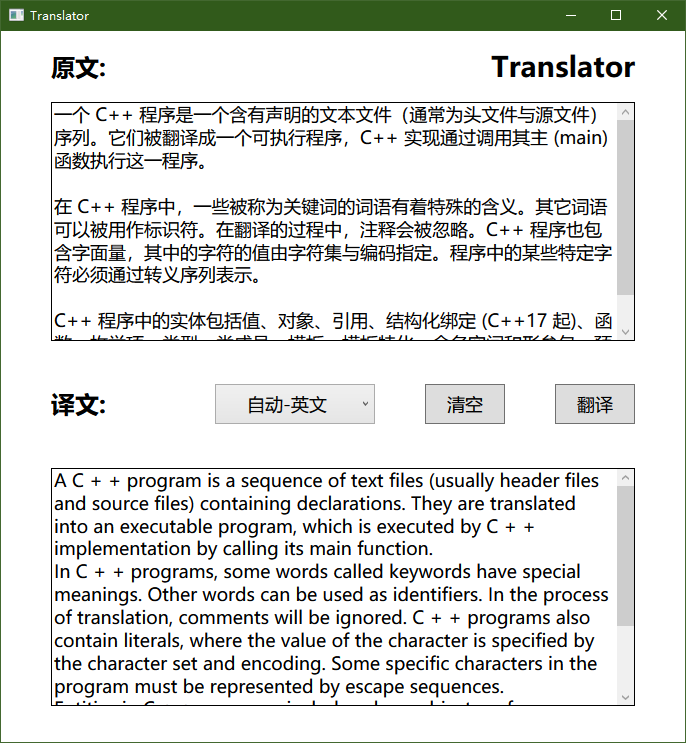 Translator
原文:
Translator
一个 C++ 程序是一个含有声明的文本文件（通常为头文件与源文件）
序列。它们被翻译成一个可执行程序，C++ 实现通过调用其主 (main)
函数执行这一程序。
在 C++ 程序中，一些被称为关键词的词语有着特殊的含义。其它词语
可以被用作标识符。在翻译的过程中，注释会被忽略。C++ 程序也包
含字面量，其中的字符的值由字符集与编码指定。程序中的某些特定字
符必须通过转义序列表示。
C++ 程序中的实体包括值、对象、引用、结构化绑定 (C++17 起)、函
译文:
自动-英文
清空
翻译
A C + + program is a sequence of text files (usually header files
and source files) containing declarations. They are translated
into an executable program, which is executed by C + +
implementation by calling its main function.
In C + + programs, some words called keywords have special
meanings. Other words can be used as identifiers. In the process
of translation, comments will be ignored. C + + programs also
contain literals, where the value of the character is specified by
the character set and encoding. Some specific characters in the
program must be represented by escape sequences.